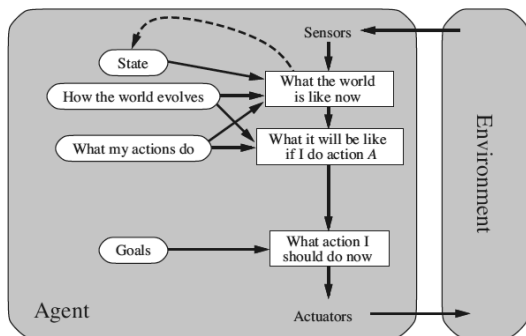 Sensors
State
What the world
is like now
How the world evolves
What my actions do
What it will be like
if I do action A
Goals
What action I
should do now
Agent
Actuators
Environment